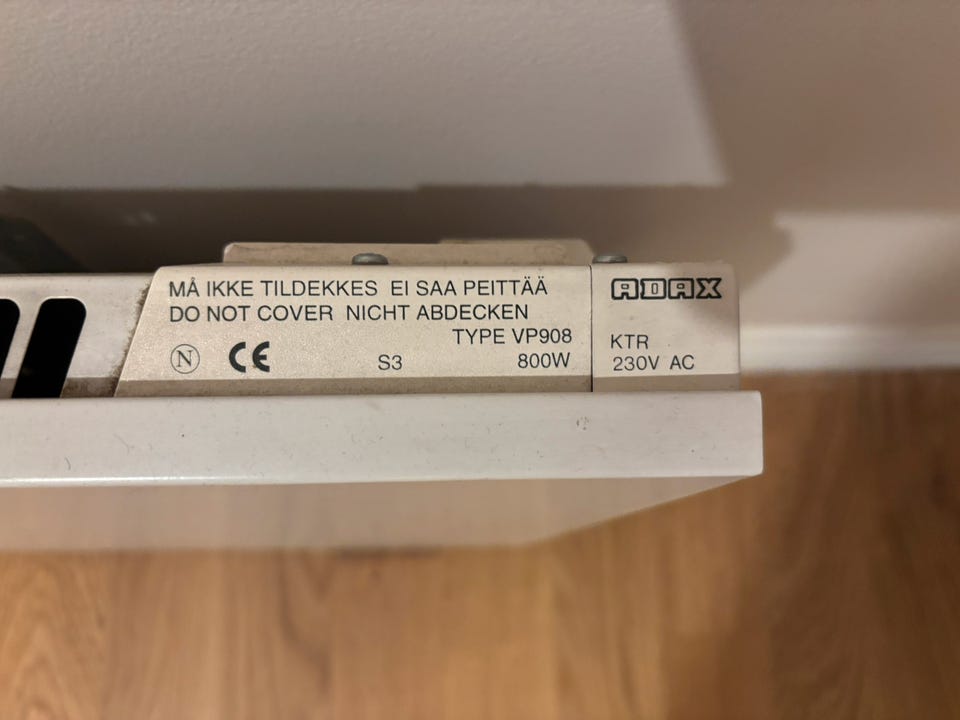 MÅ IKKE TILDEKKES EI SAA PEITTÄÄ
DO NOT COVER NICHT ABDECKEN
TYPE VP908
N CE S3 800W
ADAX
KTR
230V AC